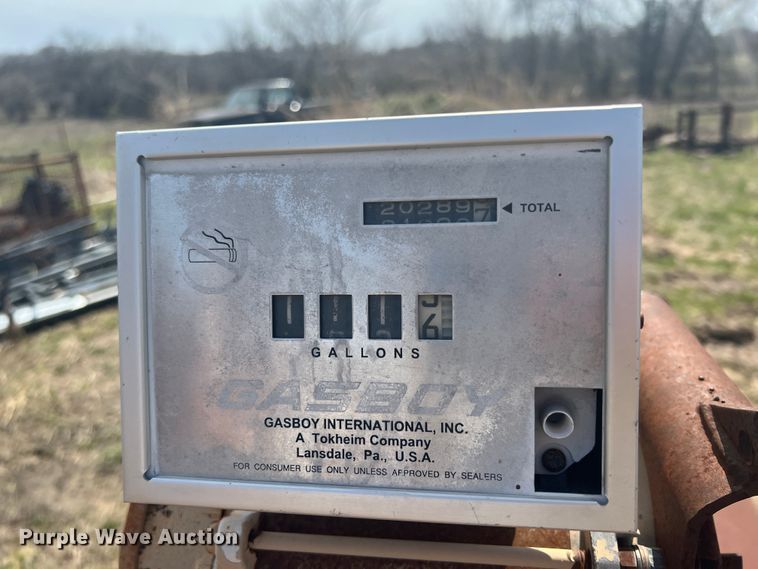 20289
TOTAL
GALLONS
GASBOY
GASBOY INTERNATIONAL, INC.
A Tokheim Company
Lansdale, Pa., U.S.A.
FOR CONSUMER USE ONLY UNLESS APPROVED BY SEALERS
Purple Wave Auction